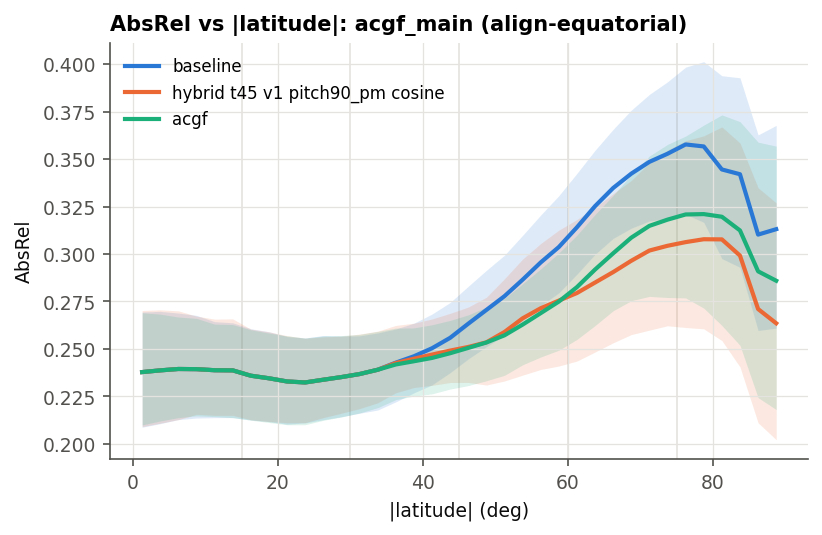 AbsRel vs |latitude|: acgf_main (align-equatorial)
baseline
hybrid t45 v1 pitch90_pm cosine
acgf
AbsRel
0.400
0.375
0.350
0.325
0.300
0.275
0.250
0.225
0.200
0
20
40
60
80
|latitude| (deg)